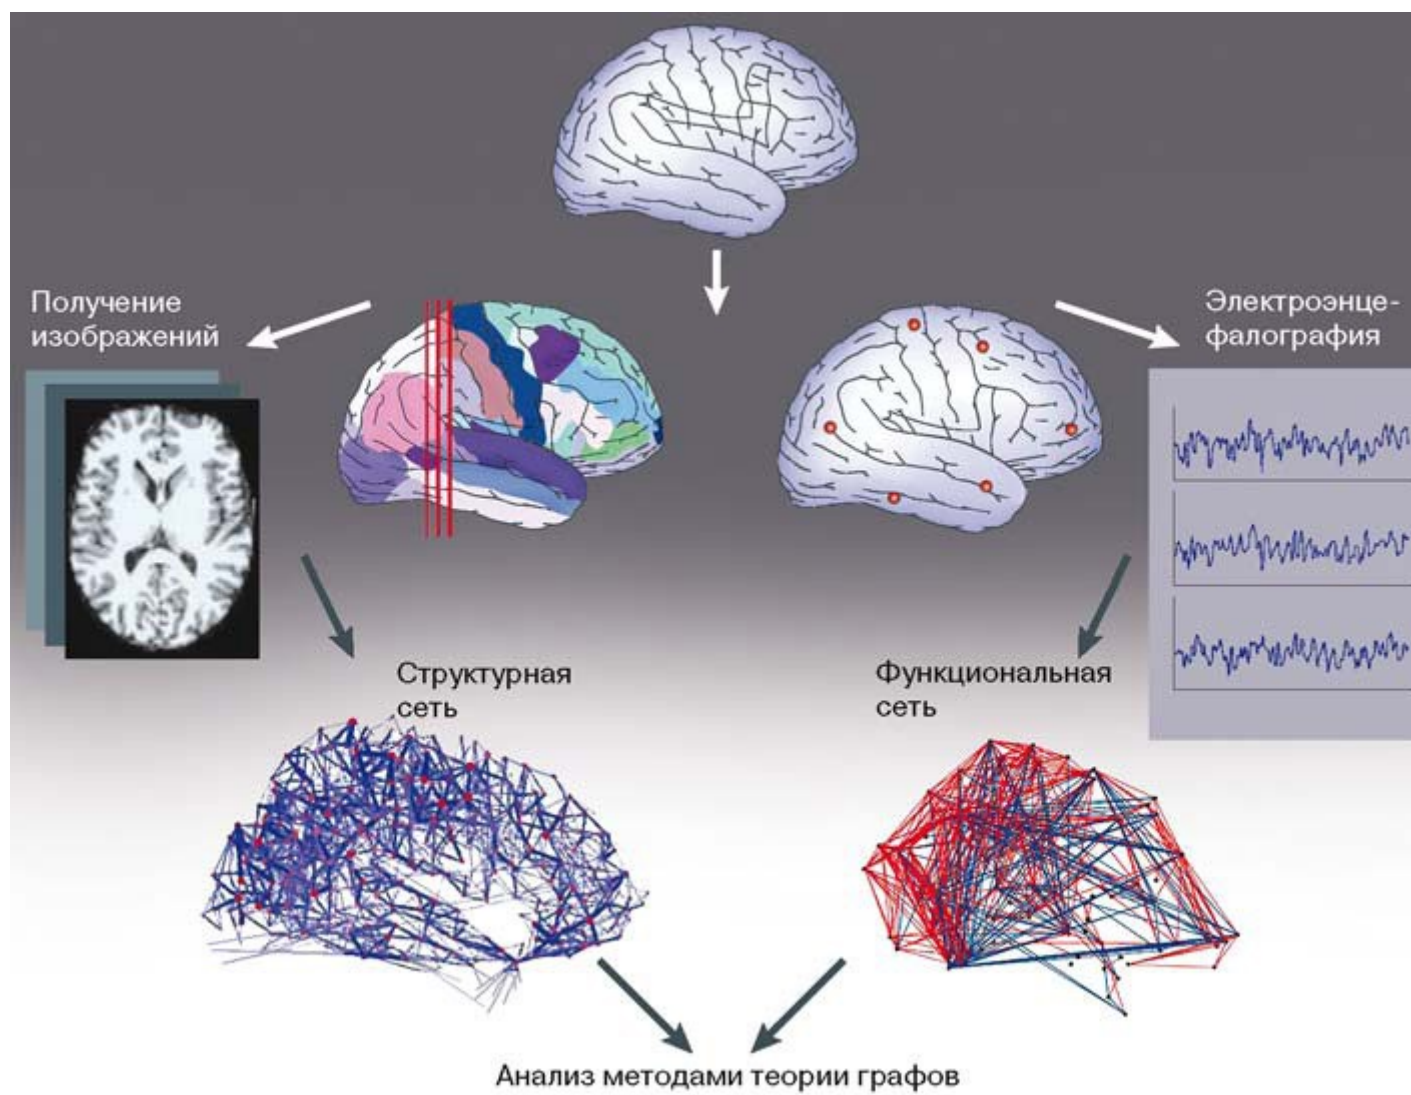 Получение
изображений
Электроэнце-
фалография
Структурная
сеть
Функциональная
сеть
Анализ методами теории графов